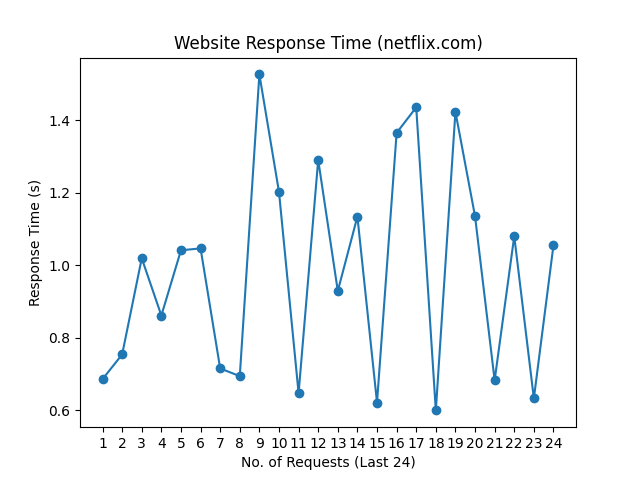 Website Response Time (netflix.com)
Response Time (s)
1.4
1.2
1.0
0.8
0.6
1 2 3 4 5 6 7 8 9 10 11 12 13 14 15 16 17 18 19 20 21 22 23 24
No. of Requests (Last 24)